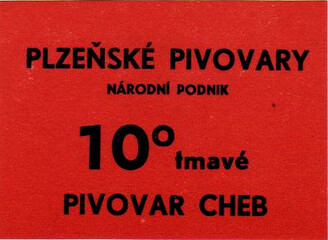 PLZEŇSKÉ PIVOVARY
NÁRODNÍ PODNIK
10° tmavé
PIVOVAR CHEB